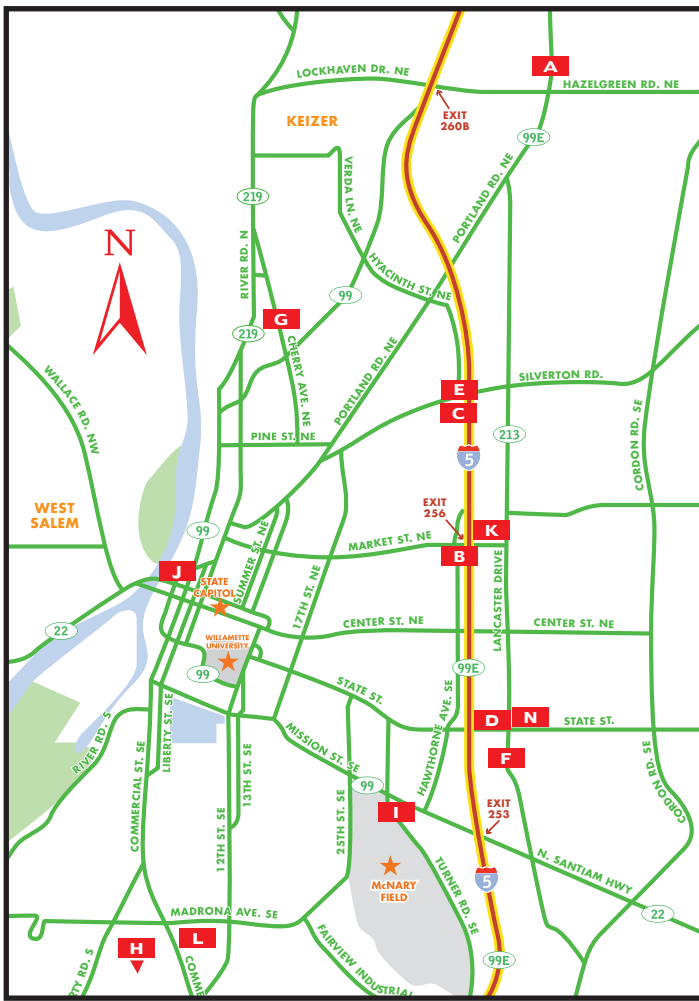 LOCKHAVEN DR. NE
A
HAZELGREEN RD. NE
EXIT
260B
KEIZER
99E
VERDA LN. NE
PORTLAND RD. NE
219
N
RIVER RD. N
HYACINTH ST. NE
99
G
219
CHERRY AVE. NE
PORTLAND RD. NE
WALLACE RD. NW
SILVERTON RD.
E
C
CORDON RD. SE
PINE ST. NE
213
5
WEST
SALEM
EXIT
256
99
SUMMER ST. NE
MARKET ST. NE
K
B
LANCASTER DRIVE
J
STATE
CAPITOL
17TH ST. NE
22
CENTER ST. NE
CENTER ST. NE
WILLAMETTE
UNIVERSITY
99
99E
STATE ST.
HAWTHORNE AVE. SE
D
N
STATE ST.
RIVER RD. S
LIBERTY ST. SE
COMMERCIAL ST. SE
MISSION ST. SE
13TH ST. SE
12TH ST. SE
F
CORDON RD. SE
99
I
25TH ST. SE
EXIT
253
McNARY
FIELD
5
N. SANTIAM HWY
22
TURNER RD. SE
MADRONA AVE. SE
H
L
FAIRVIEW INDUSTRIAL
99E
RTY RD. S
COMME